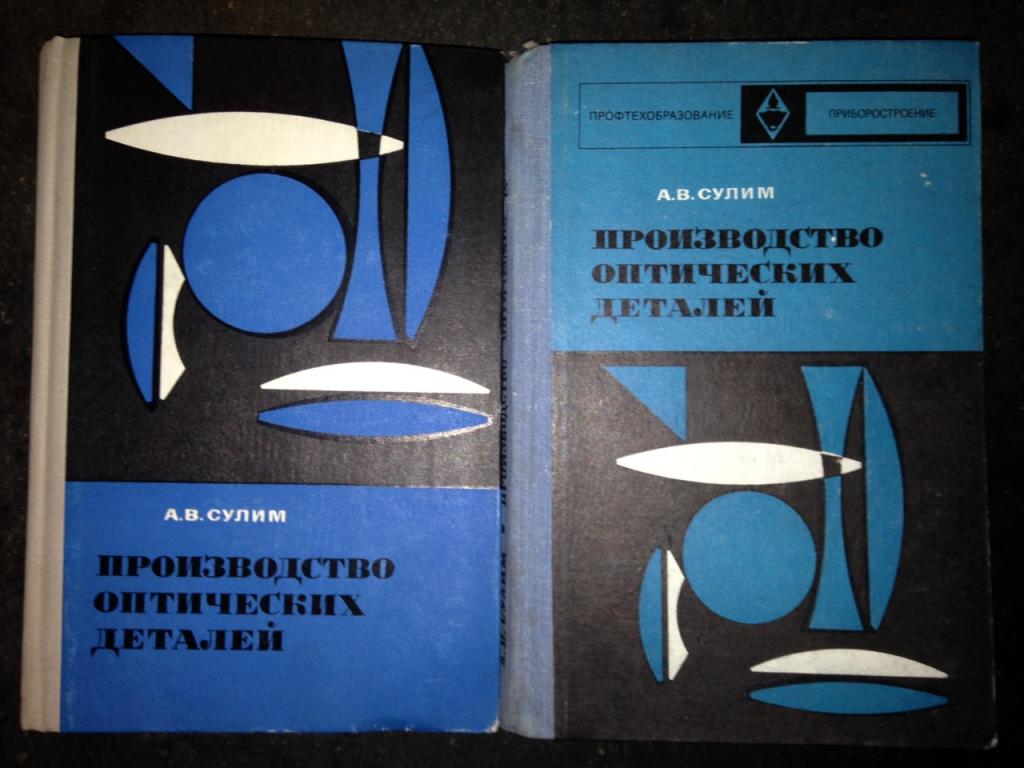 А.В.СУЛИМ
ПРОИЗВОДСТВО
ОПТИЧЕСКИХ
ДЕТАЛЕЙ
ПРОФТЕХОБРАЗОВАНИЕ
ПРИБОРОСТРОЕНИЕ
А.В.СУЛИМ
ПРОИЗВОДСТВО
ОПТИЧЕСКИХ
ДЕТАЛЕЙ